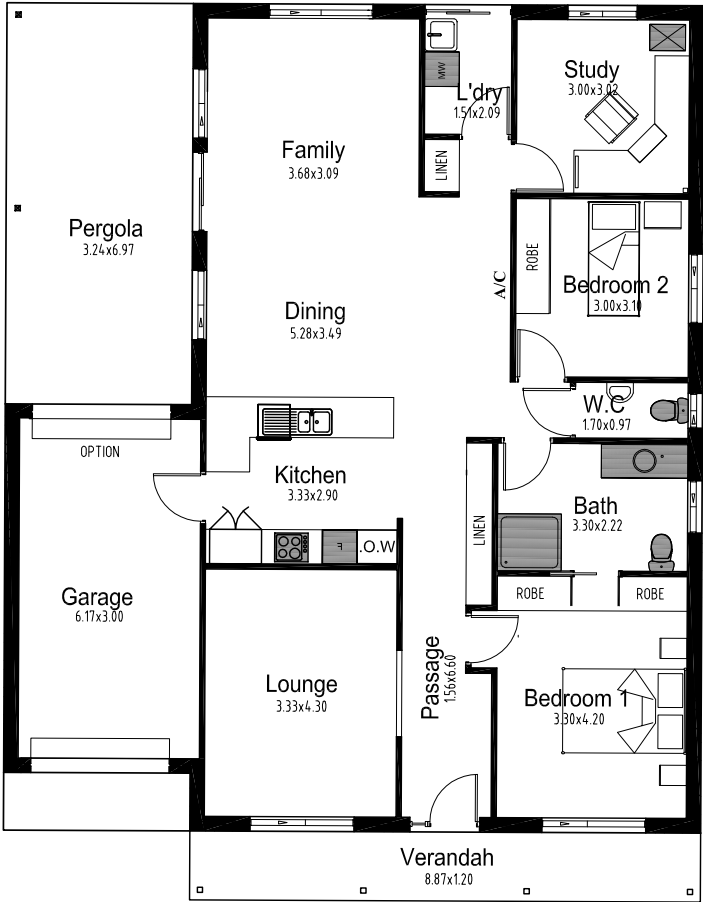 Study
3.00x3.02
MW
L'dry
1.51x2.09
Family
3.68x3.09
LINEN
Pergola
3.24x6.97
ROBE
A/C
Bedroom 2
3.00x3.10
Dining
5.28x3.49
W.C
1.70x0.97
OPTION
Kitchen
3.33x2.90
LINEN
Bath
3.30x2.22
F
.O.W
ROBE
ROBE
Garage
6.17x3.00
Lounge
3.33x4.30
Passage
1.56x6.60
Bedroom 1
3.30x4.20
Verandah
8.87x1.20